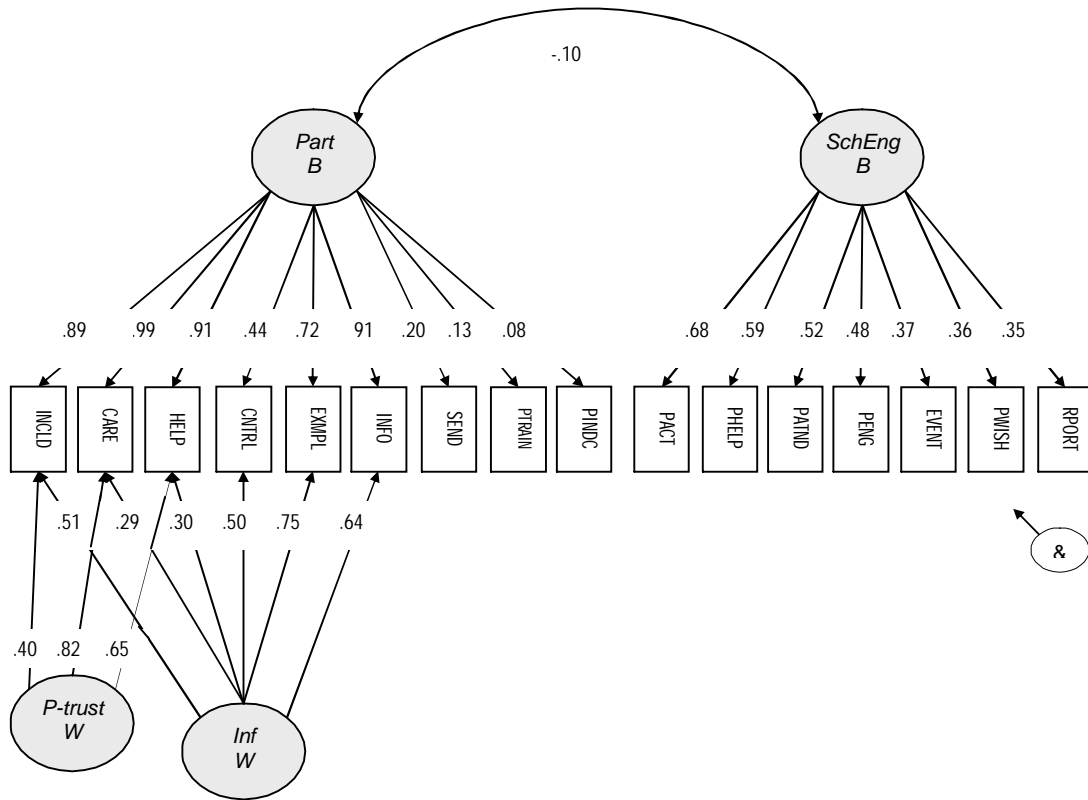 -.10
Part
B
SchEng
B
.89 .99 .91 .44 .72 91 .20 .13 .08 .68 .59 .52 .48 .37 .36 .35
INCLD CARE HELP CNTRL EXMPL INFO SEND PTRAIN PINDC PACT PHELP PATND PENG EVENT PWISH RPORT
.51 .29 .30 .50 .75 .64
&
.40 .82 .65
P-trust
W
Inf
W